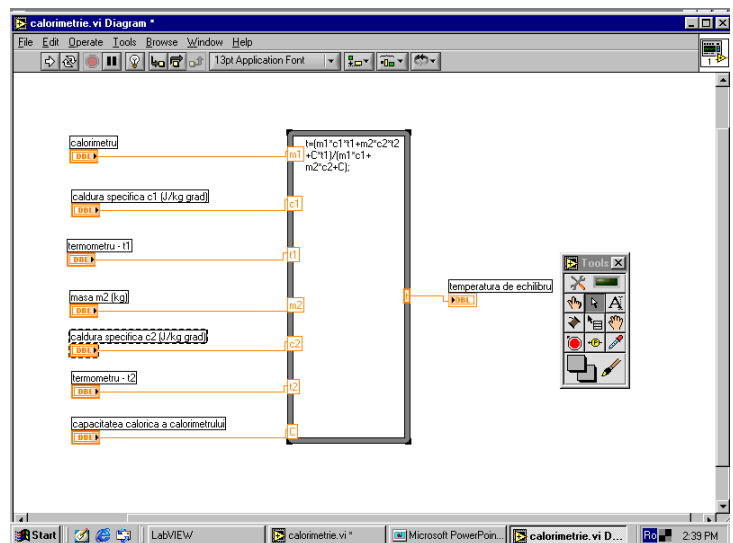 calorimetrie.vi Diagram *
File Edit Operate Tools Browse Window Help
13pt Application Font
1
calorimetru
DBL
m1
t=(m1*c1*t1+m2*c2*t2
+C*t1)/(m1*c1+
m2*c2+C);
caldura specifica c1 (J/kg grad)
DBL
c1
termometru - t1
DBL
t1
masa m2 (kg)
DBL
m2
caldura specifica c2 (J/kg grad)
DBL
c2
termometru - t2
DBL
t2
capacitatea calorica a calorimetrului
DBL
C
t
temperatura de echilibru
DBL
Tools
A
Start
LabVIEW
calorimetrie.vi *
Microsoft PowerPoin...
calorimetrie.vi D...
Ro
2:39 PM